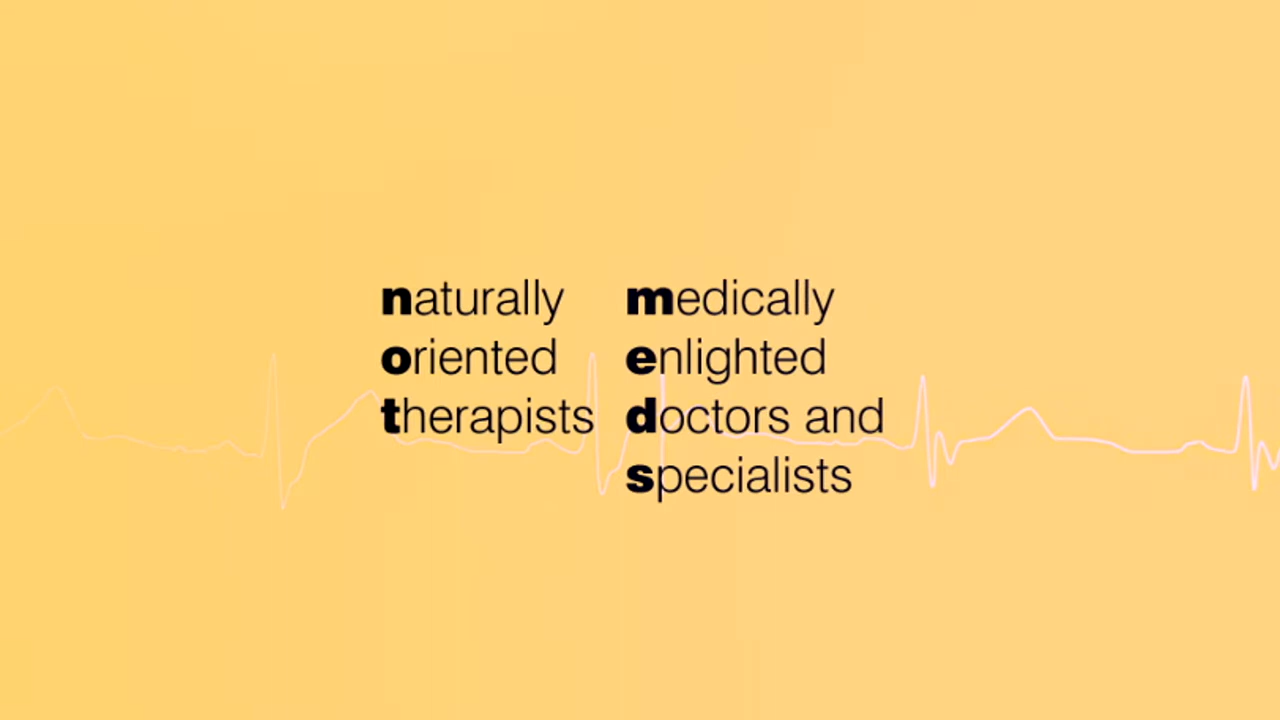 naturally
oriented
therapists
medically
enlighted
doctors and
specialists